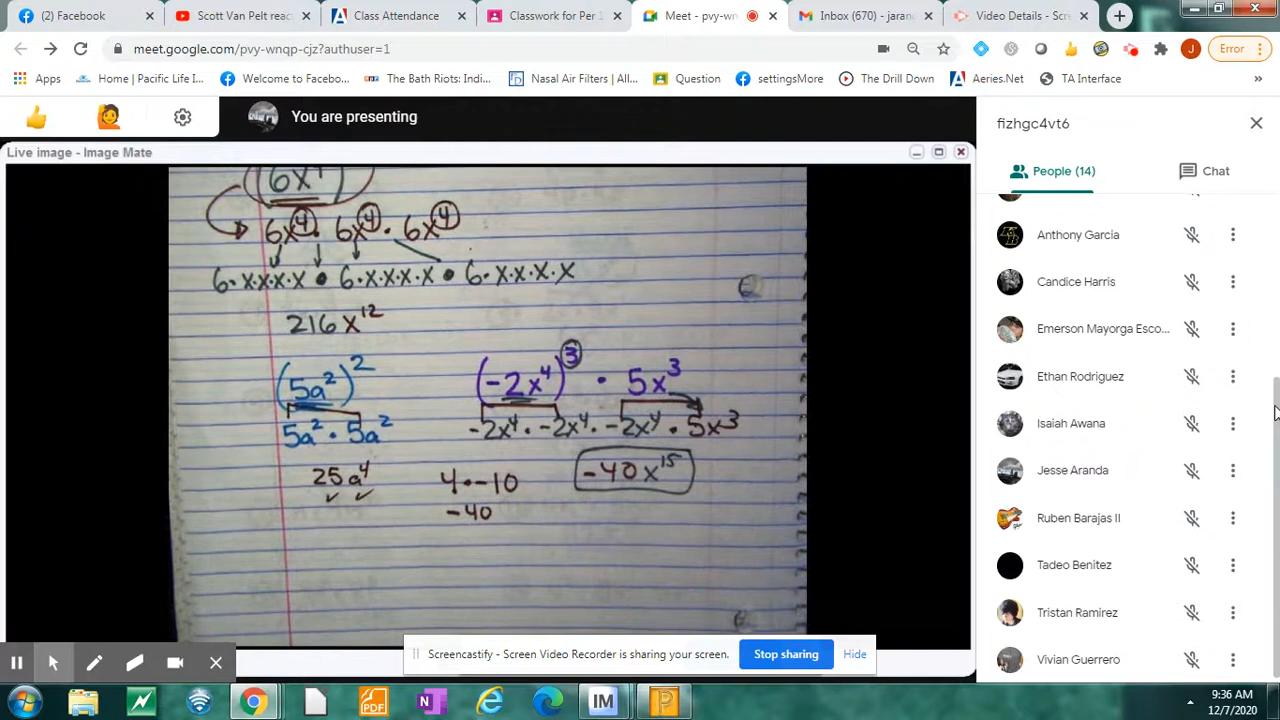 (2) Facebook
Scott Van Pelt reac
Class Attendance
Classwork for Per 1
Meet - pvy-wnqp
Inbox (670) - jaran
Video Details - Scr
meet.google.com/pvy-wnqp-cjz?authuser=1
J
Error
Apps
Home | Pacific Life I...
Welcome to Facebo...
The Bath Riots: Indi...
Nasal Air Filters | All...
Question
settingsMore
The Drill Down
Aeries.Net
TA Interface
»
You are presenting
fizhgc4vt6
Live image - Image Mate
People (14)
Chat
6x⁴ · 6x⁴ · 6x⁴
6·x·x·x·x • 6·x·x·x·x • 6·x·x·x·x
216x¹²
(5a²)²
5a² · 5a²
25a⁴
(-2x⁴)³ · 5x³
-2x⁴ · -2x⁴ · -2x⁴ · 5x³
4 · -10
-40
-40x¹⁵
Anthony Garcia
Candice Harris
Emerson Mayorga Esco...
Ethan Rodriguez
Isaiah Awana
Jesse Aranda
Ruben Barajas II
Tadeo Benitez
Tristan Ramirez
Vivian Guerrero
Screencastify - Screen Video Recorder is sharing your screen.
Stop sharing
Hide
PDF
N
IM
P
9:36 AM
12/7/2020